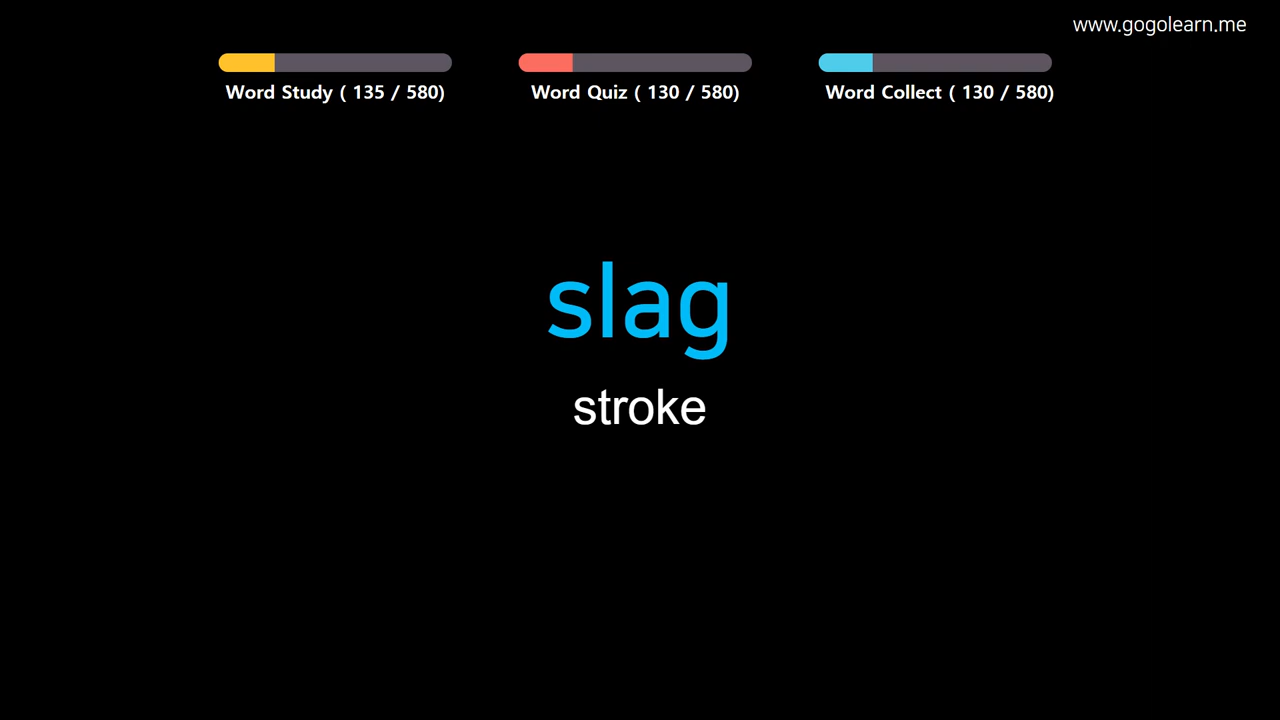 www.gogolearn.me
Word Study ( 135 / 580)
Word Quiz ( 130 / 580)
Word Collect ( 130 / 580)
slag
stroke